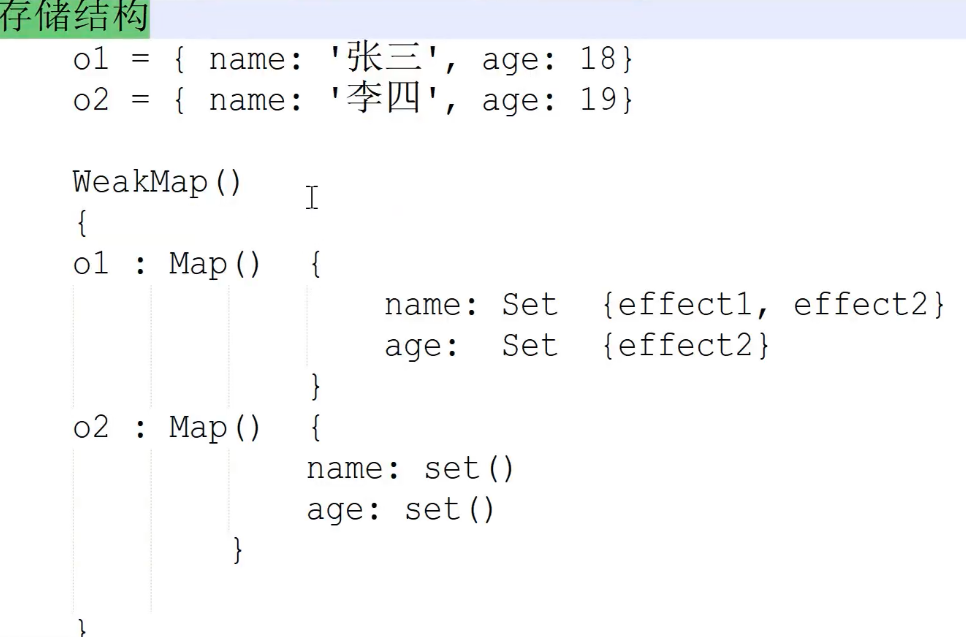 存储结构
o1 = { name: '张三', age: 18}
o2 = { name: '李四', age: 19}
WeakMap()
{
o1 : Map() {
name: Set {effect1, effect2}
age: Set {effect2}
}
o2 : Map() {
name: set()
age: set()
}
}